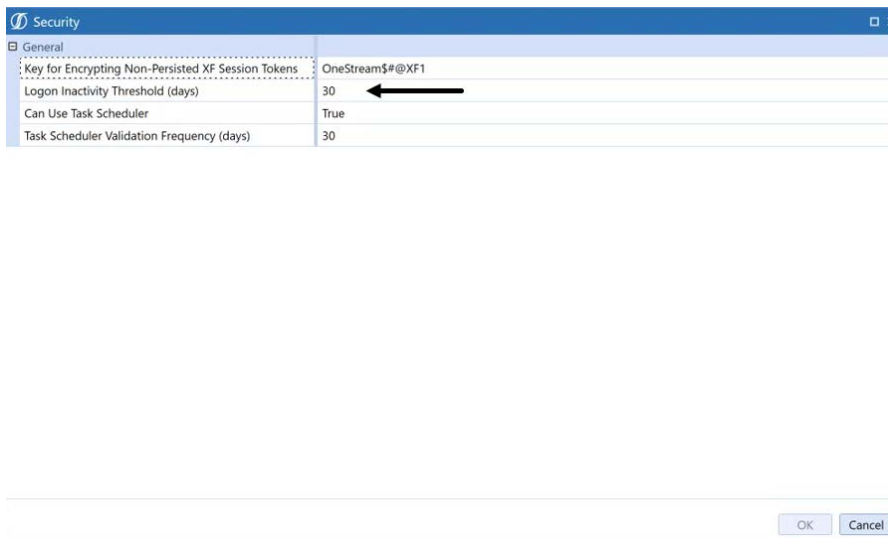 Security
General
Key for Encrypting Non-Persisted XF Session Tokens OneStream$#@XF1
Logon Inactivity Threshold (days) 30
Can Use Task Scheduler True
Task Scheduler Validation Frequency (days) 30
OK Cancel